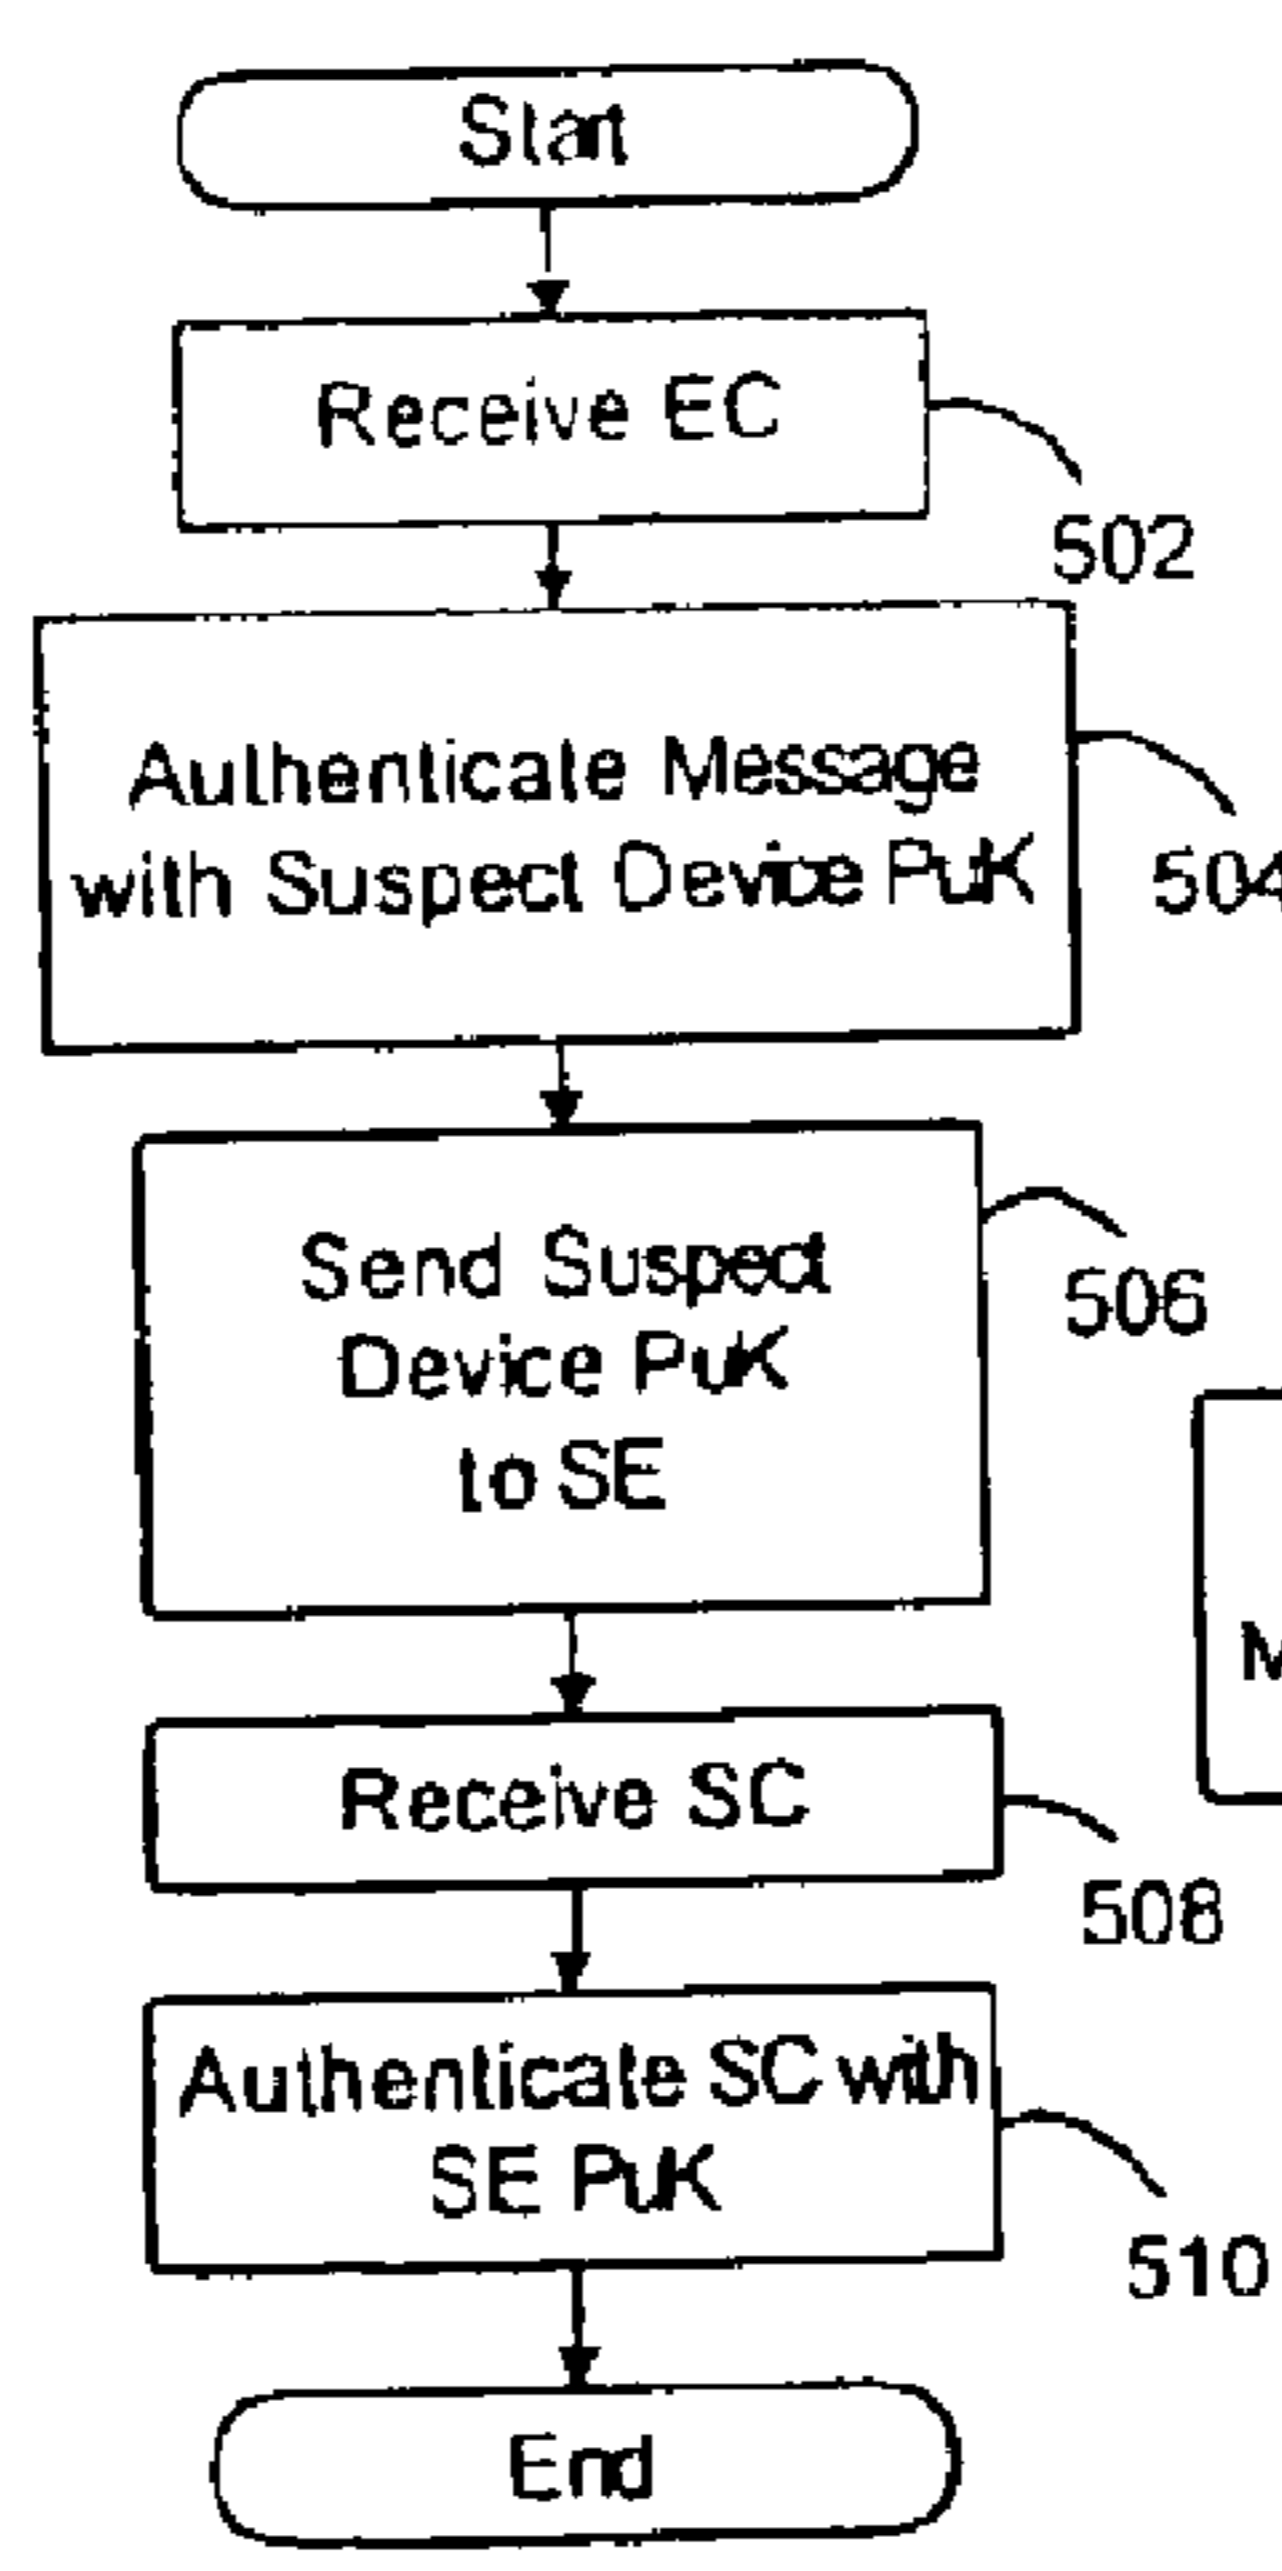 Start
Receive EC
502
Authenticate Message
with Suspect Device PuK
504
Send Suspect
Device PuK
to SE
506
M
Receive SC
508
Authenticate SC with
SE PuK
510
End